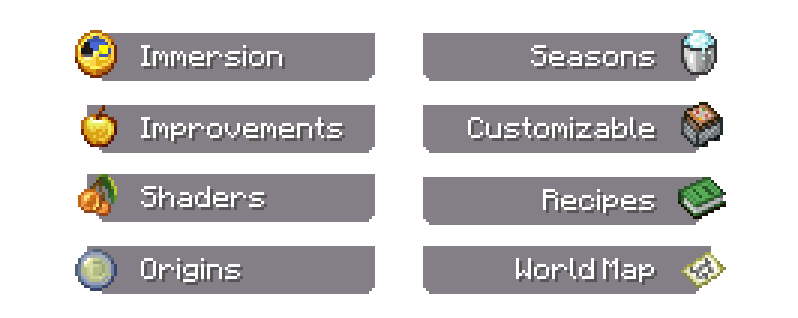 Immersion
Seasons
Improvements
Customizable
Shaders
Recipes
Origins
World Map